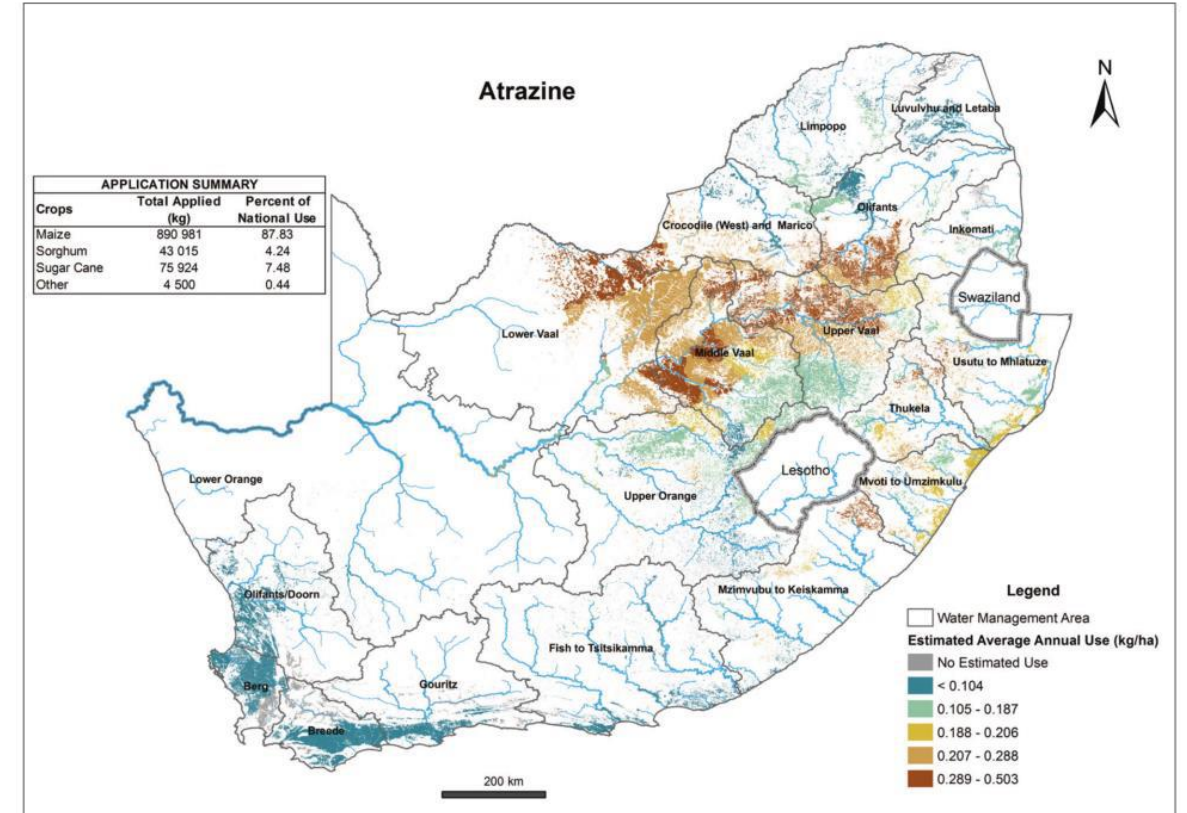 Atrazine
N
APPLICATION SUMMARY
Crops Total Applied (kg) Percent of National Use
Maize 890 981 87.83
Sorghum 43 015 4.24
Sugar Cane 75 924 7.48
Other 4 500 0.44
Limpopo
Luvulvhu and Letaba
Olifants
Crocodile (West) and Marico
Inkomati
Swaziland
Lower Vaal
Upper Vaal
Middle Vaal
Usutu to Mhlatuze
Thukela
Lesotho
Lower Orange
Upper Orange
Mvoti to Umzimkulu
Mzimvubu to Keiskamma
Olifants/Doorn
Fish to Tsitsikamma
Berg
Gouritz
Breede
200 km
Legend
Water Management Area
Estimated Average Annual Use (kg/ha)
No Estimated Use
< 0.104
0.105 - 0.187
0.188 - 0.206
0.207 - 0.288
0.289 - 0.503